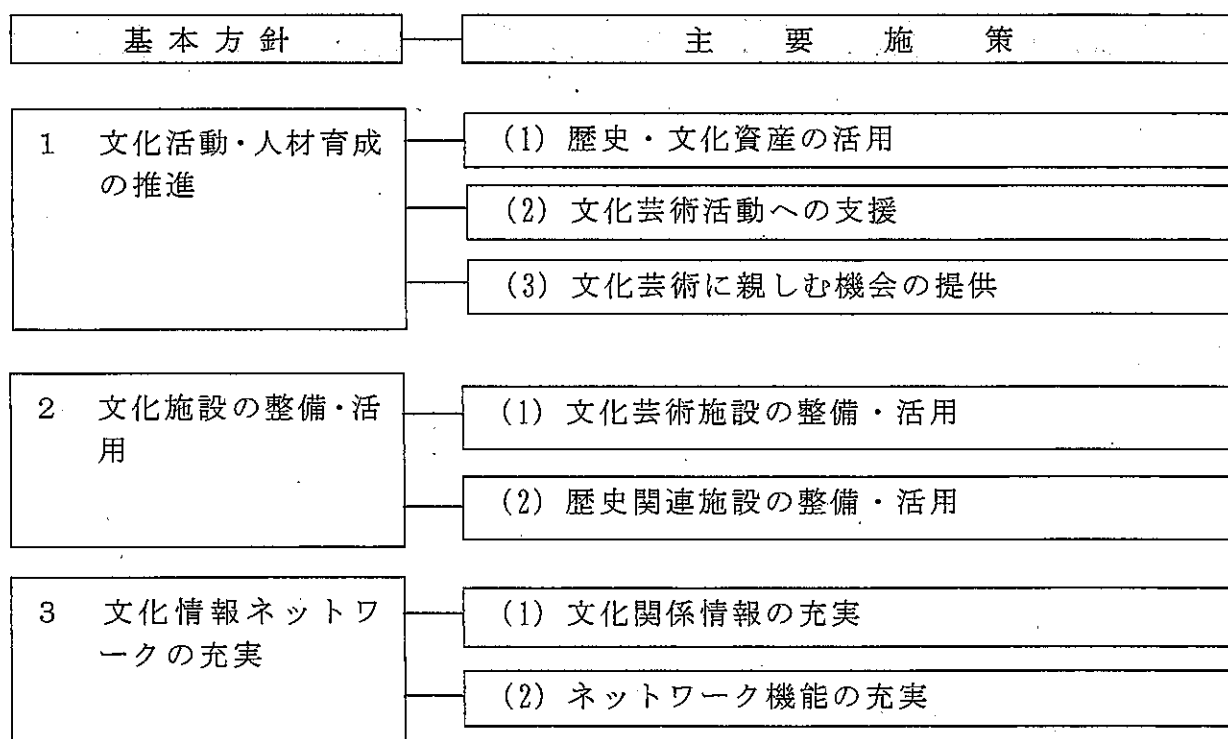 基本方針
主要施策
1 文化活動・人材育成
の推進
(1) 歴史・文化資産の活用
(2) 文化芸術活動への支援
(3) 文化芸術に親しむ機会の提供
2 文化施設の整備・活
用
(1) 文化芸術施設の整備・活用
(2) 歴史関連施設の整備・活用
3 文化情報ネットワ
ークの充実
(1) 文化関係情報の充実
(2) ネットワーク機能の充実